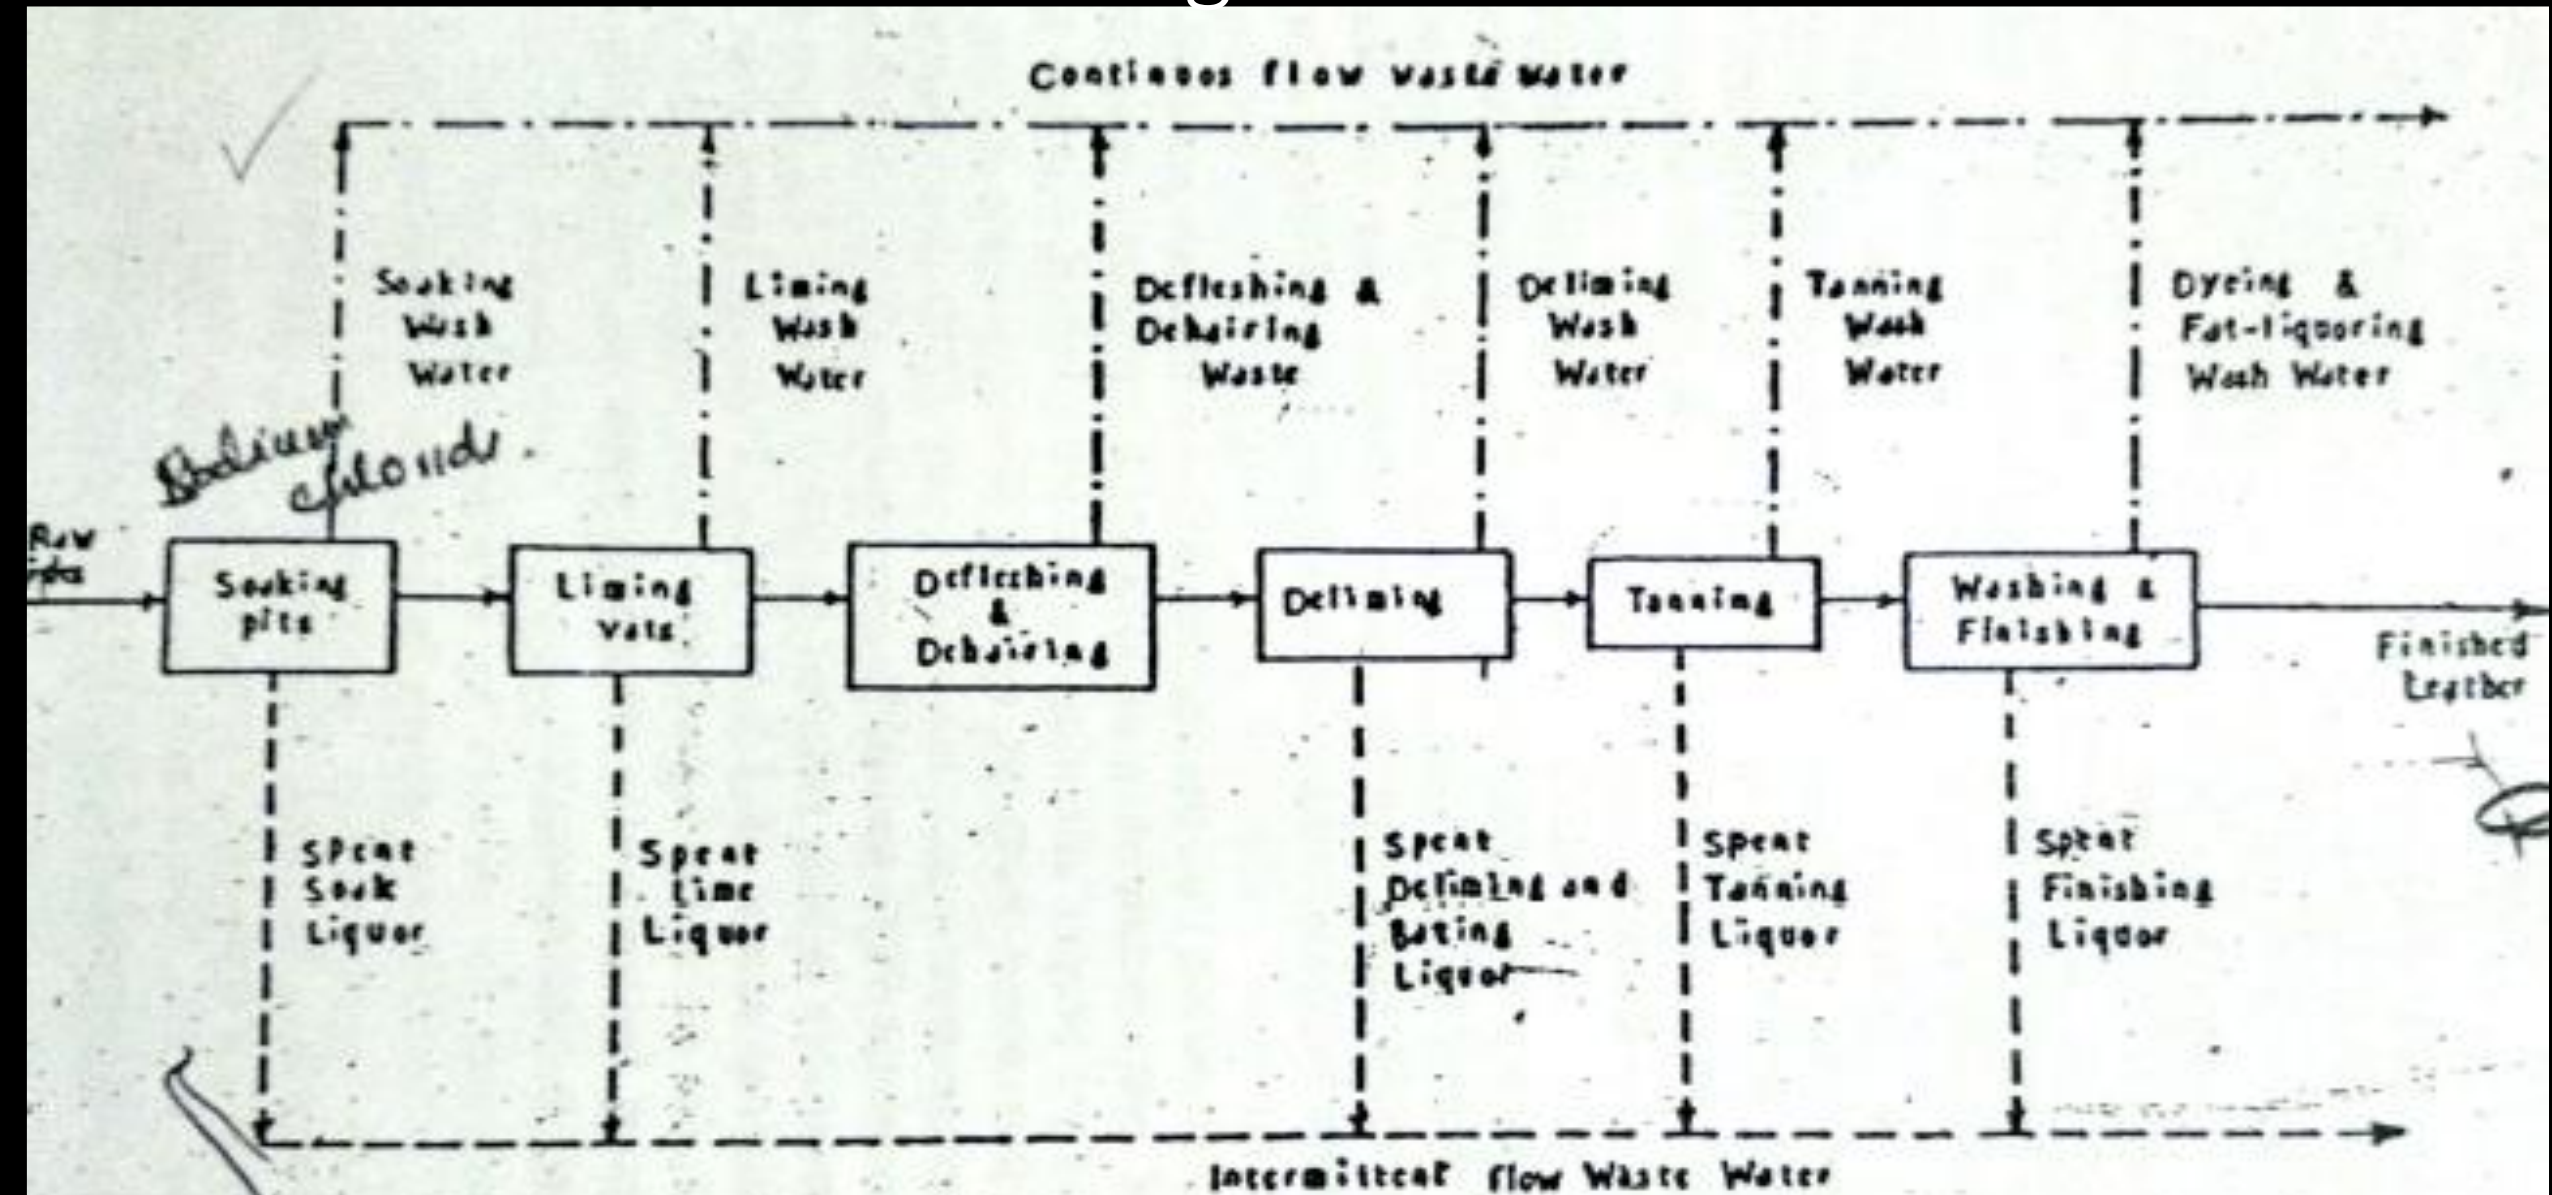 Continuos flow waste water
Soaking
Wash
Water
Liming
Wash
Water
Defleshing &
Dehairing
Waste
Deliming
Wash
Water
Tanning
Wash
Water
Dyeing &
Fat-liquoring
Wash Water
Sodium
Raw
Soaking
pits
Liming
vats
Defleshing
&
Dehairing
Deliming
Tanning
Washing &
Finishing
Finished
Leather
Spent
Soak
Liquor
Spent
Lime
Liquor
Spent
Deliming and
Bating
Liquor
Spent
Tanning
Liquor
Spent
Finishing
Liquor
Intermittent flow Waste Water